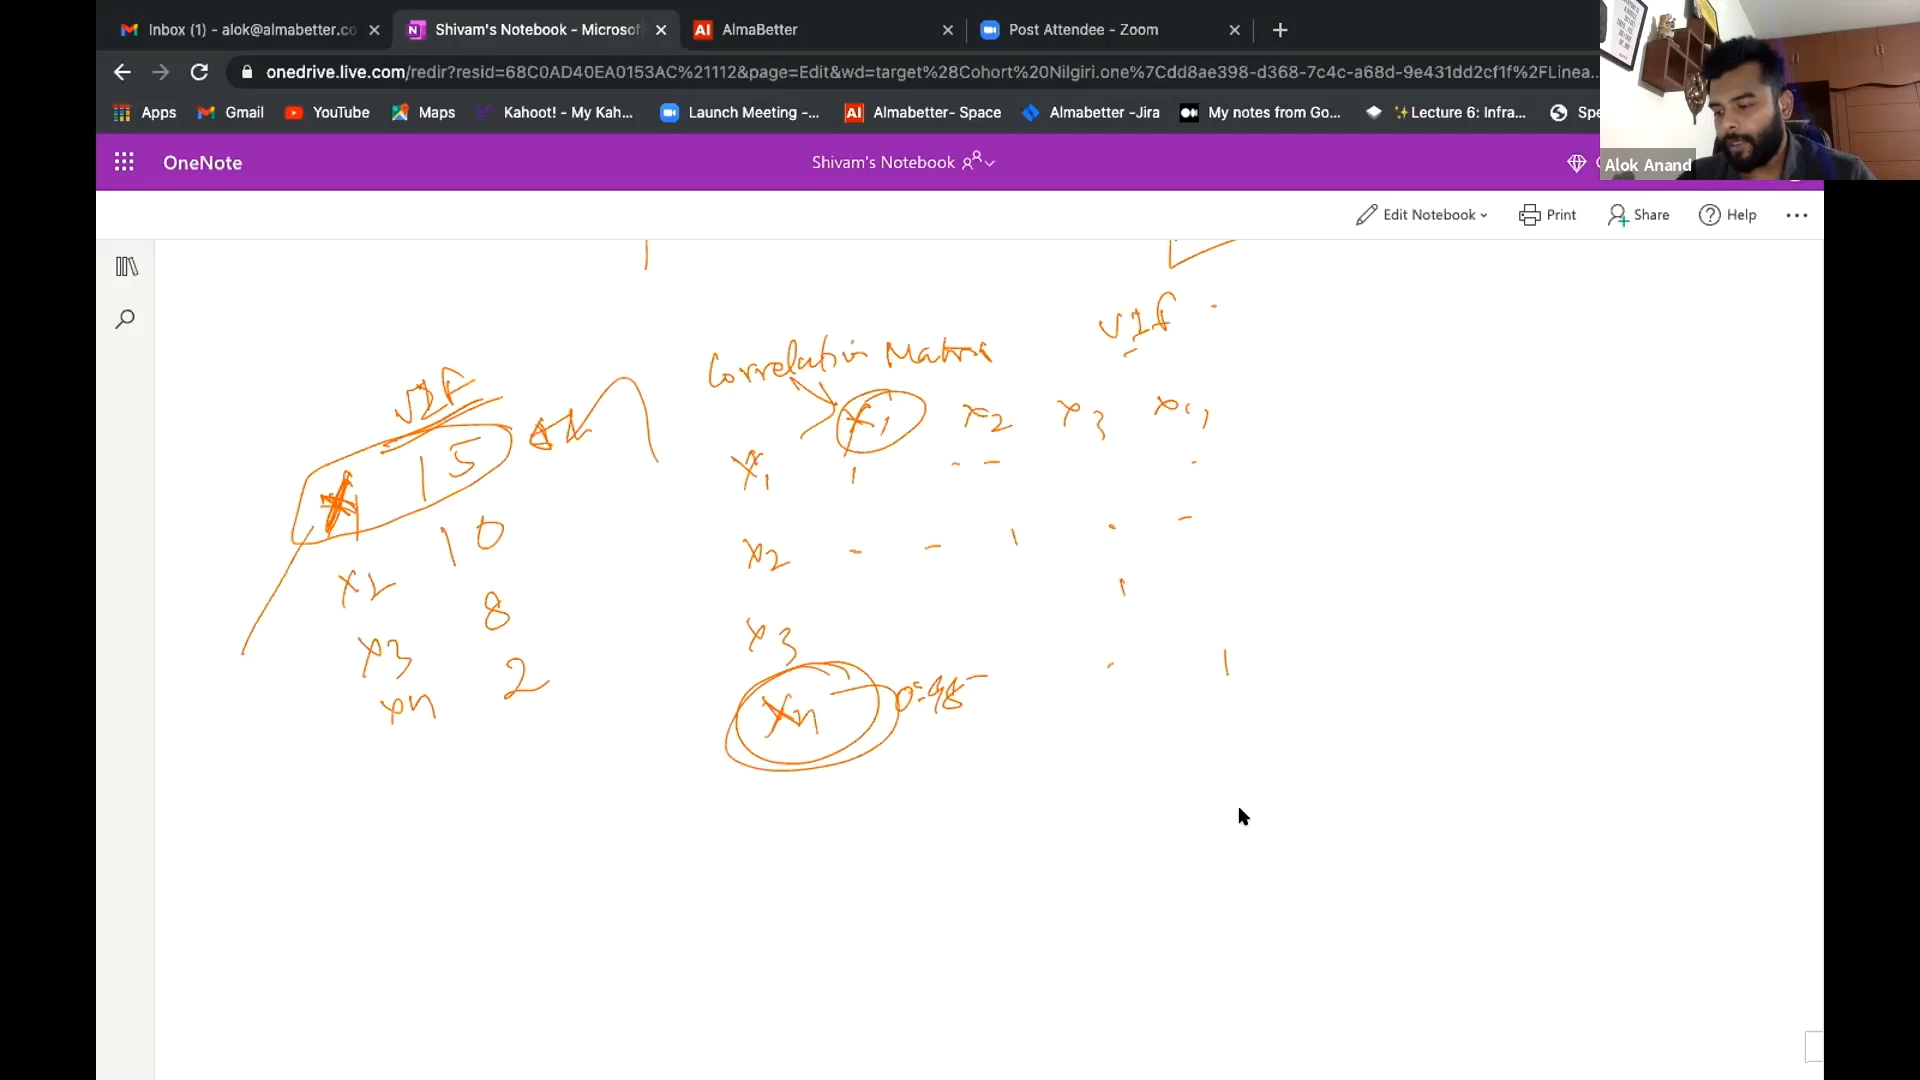 Inbox (1) - alok@almabetter.co
Shivam's Notebook - Microsof
AI AlmaBetter
Post Attendee - Zoom
onedrive.live.com/redir?resid=68C0AD40EA0153AC%21112&page=Edit&wd=target%28Cohort%20Nilgiri.one%7Cdd8ae398-d368-7c4c-a68d-9e431dd2cf1f%2FLinea...
Apps
Gmail
YouTube
Maps
Kahoot! - My Kah...
Launch Meeting -...
AI Almabetter- Space
Almabetter -Jira
My notes from Go...
✨Lecture 6: Infra...
Spe
Alok Anand
OneNote
Shivam's Notebook
Edit Notebook
Print
Share
Help
VIF
Correlation Matrix
VIF
x1 x2 x3
15
x1 1 - -
10
x2 - - 1 . -
x2
8
1
x3
x3
2
1
xn
xn